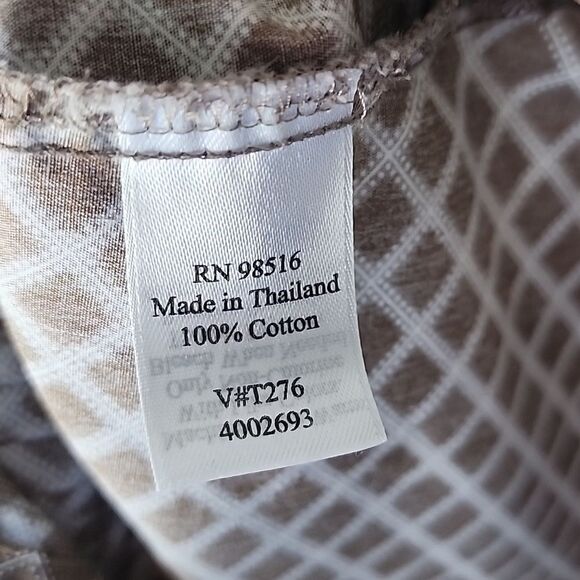 RN 98516
Made in Thailand
100% Cotton
V#T276
4002693